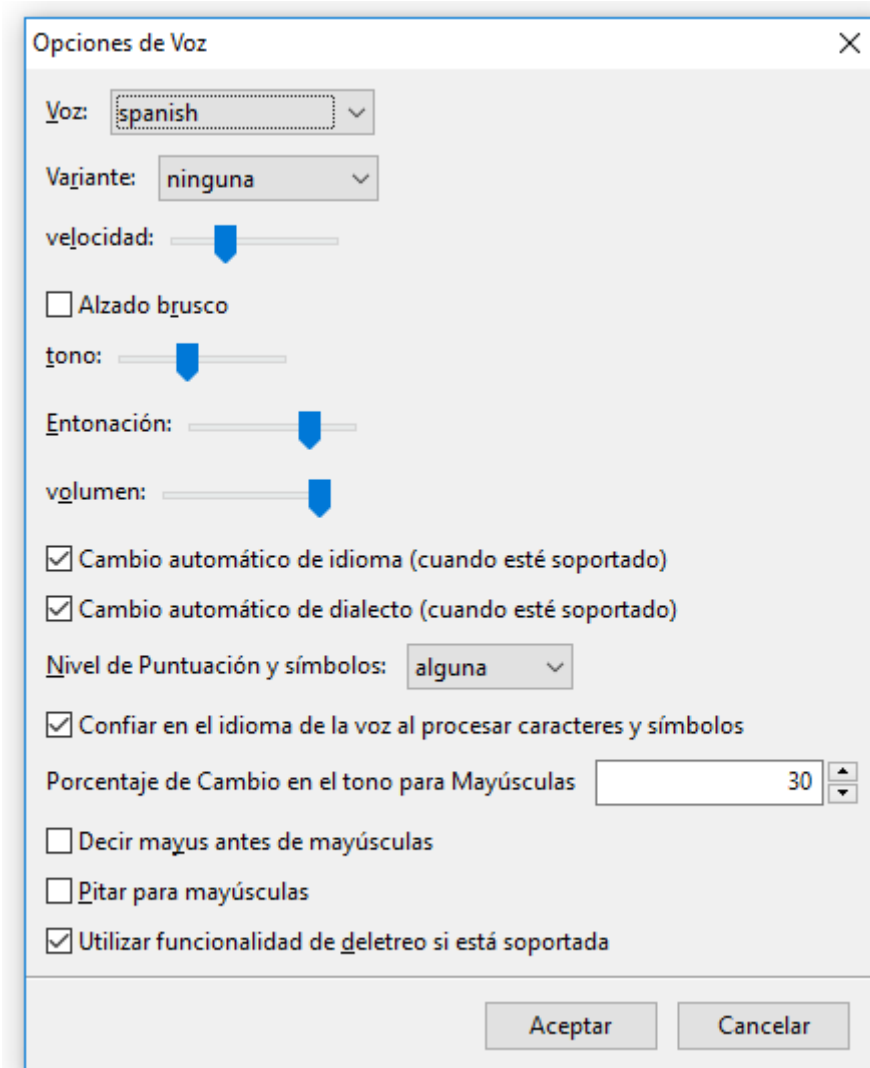 Opciones de Voz
Voz: spanish
Variante: ninguna
velocidad:
Alzado brusco
tono:
Entonación:
volumen:
Cambio automático de idioma (cuando esté soportado)
Cambio automático de dialecto (cuando esté soportado)
Nivel de Puntuación y símbolos: alguna
Confiar en el idioma de la voz al procesar caracteres y símbolos
Porcentaje de Cambio en el tono para Mayúsculas 30
Decir mayus antes de mayúsculas
Pitar para mayúsculas
Utilizar funcionalidad de deletreo si está soportada
Aceptar Cancelar